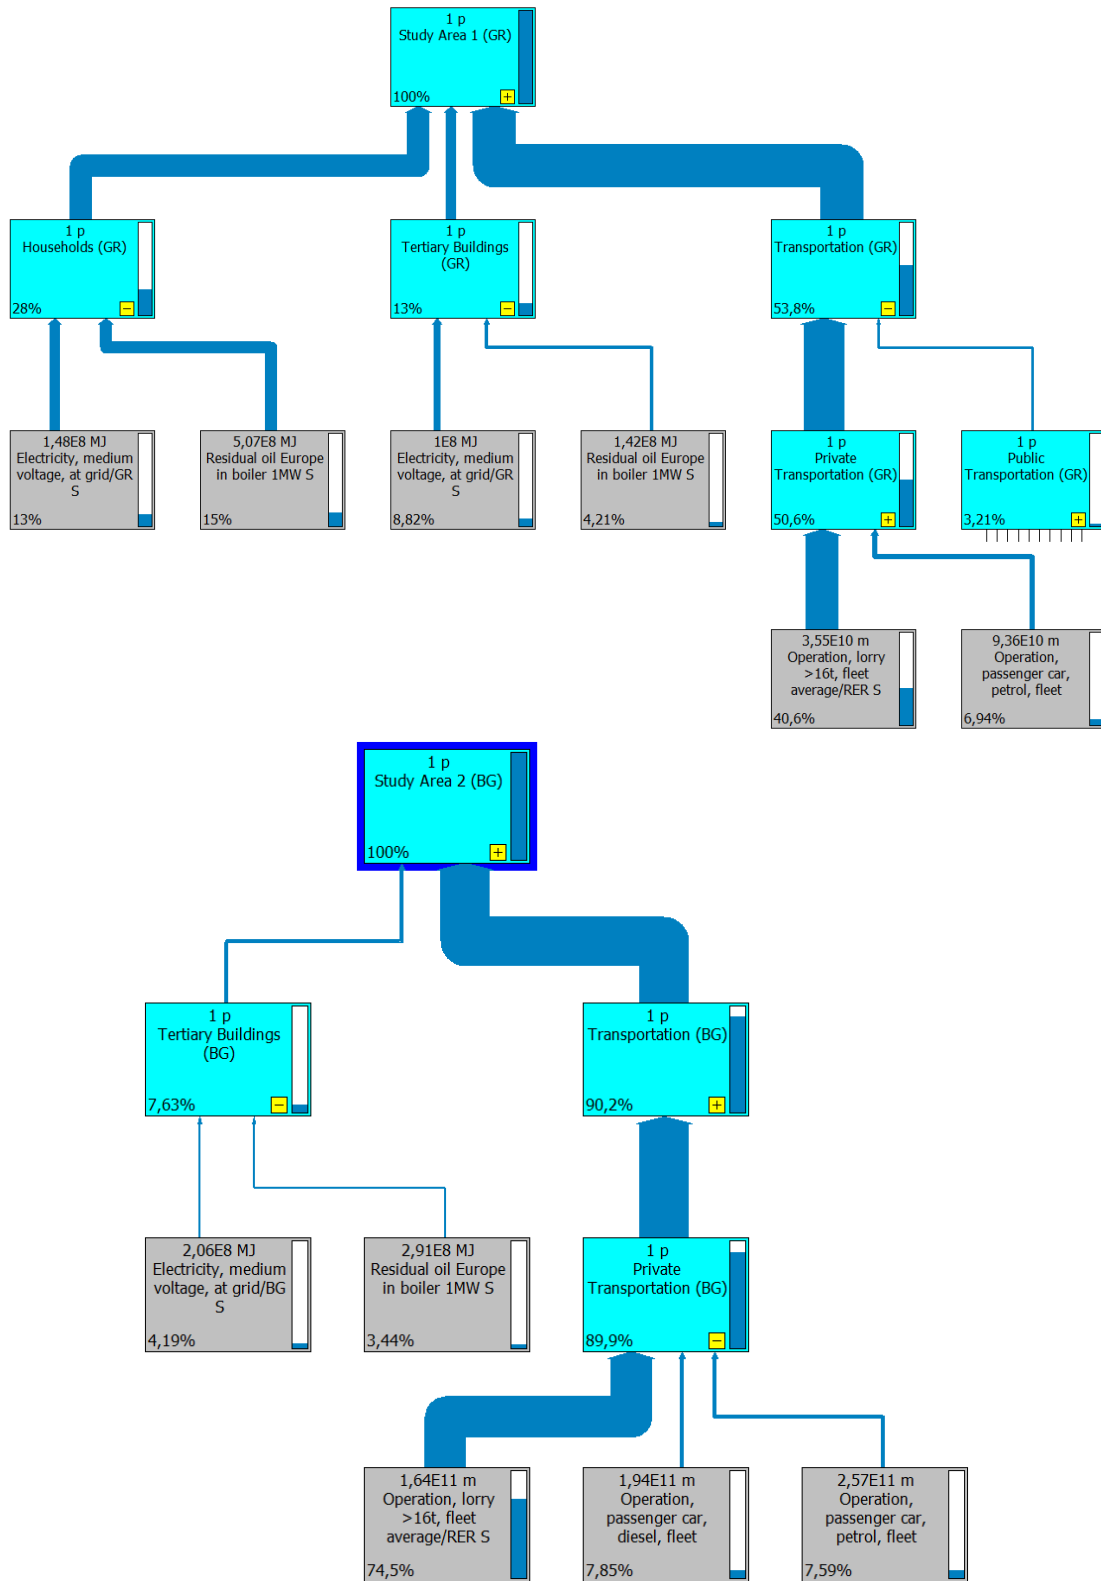 1 p
Study Area 1 (GR)
100%
+
1 p
Households (GR)
28%
−
1 p
Tertiary Buildings
(GR)
13%
−
1 p
Transportation (GR)
53,8%
−
1,48E8 MJ
Electricity, medium
voltage, at grid/GR
S
13%
5,07E8 MJ
Residual oil Europe
in boiler 1MW S
15%
1E8 MJ
Electricity, medium
voltage, at grid/GR
S
8,82%
1,42E8 MJ
Residual oil Europe
in boiler 1MW S
4,21%
1 p
Private
Transportation (GR)
50,6%
+
1 p
Public
Transportation (GR)
3,21%
+
3,55E10 m
Operation, lorry
>16t, fleet
average/RER S
40,6%
9,36E10 m
Operation,
passenger car,
petrol, fleet
6,94%
1 p
Study Area 2 (BG)
100%
+
1 p
Tertiary Buildings
(BG)
7,63%
−
1 p
Transportation (BG)
90,2%
+
2,06E8 MJ
Electricity, medium
voltage, at grid/BG
S
4,19%
2,91E8 MJ
Residual oil Europe
in boiler 1MW S
3,44%
1 p
Private
Transportation (BG)
89,9%
−
1,64E11 m
Operation, lorry
>16t, fleet
average/RER S
74,5%
1,94E11 m
Operation,
passenger car,
diesel, fleet
7,85%
2,57E11 m
Operation,
passenger car,
petrol, fleet
7,59%